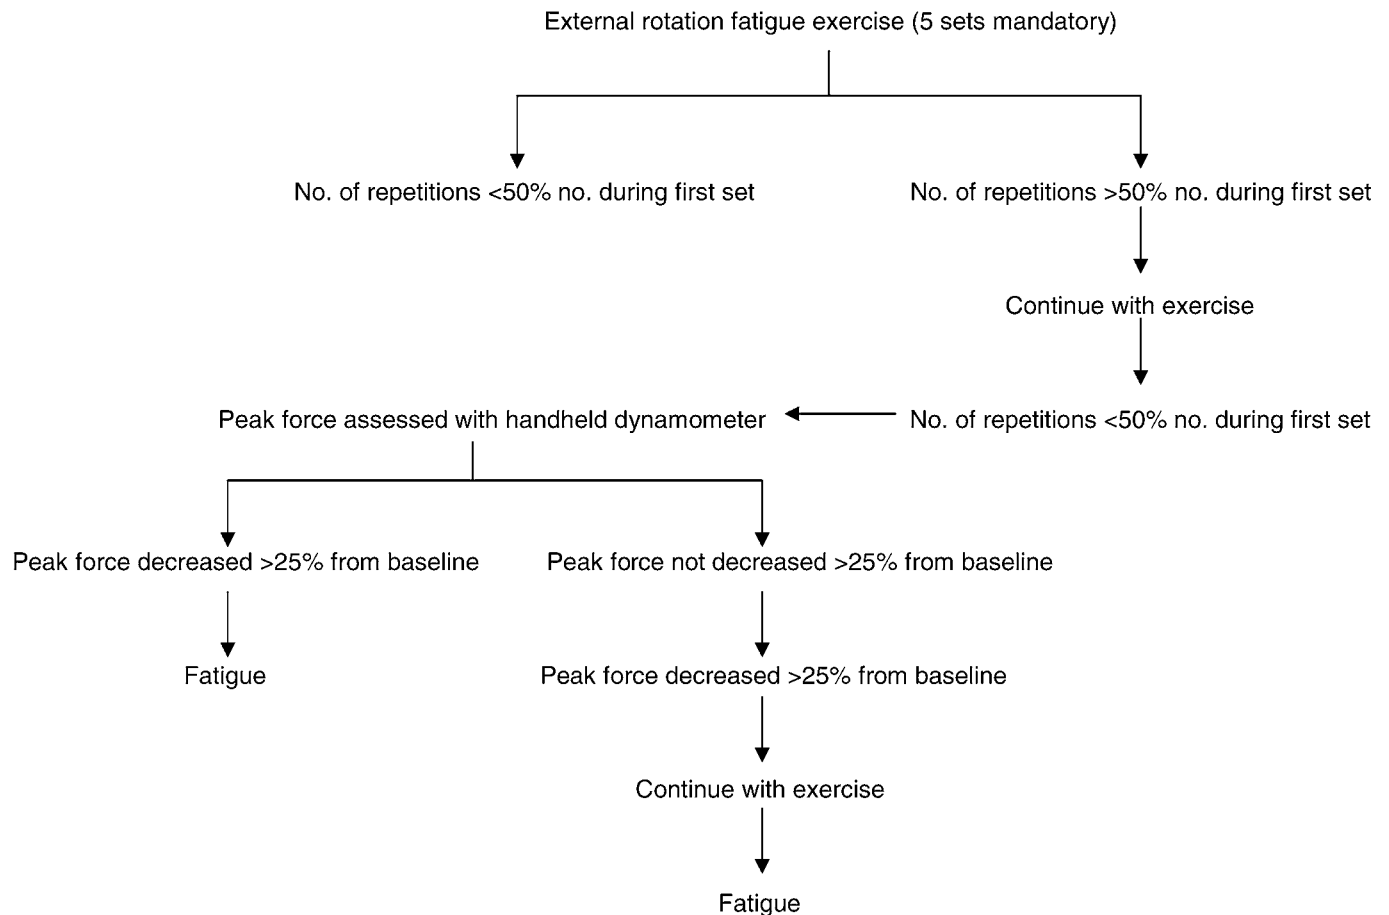 External rotation fatigue exercise (5 sets mandatory)
No. of repetitions <50% no. during first set
No. of repetitions >50% no. during first set
Continue with exercise
Peak force assessed with handheld dynamometer
No. of repetitions <50% no. during first set
Peak force decreased >25% from baseline
Peak force not decreased >25% from baseline
Fatigue
Peak force decreased >25% from baseline
Continue with exercise
Fatigue